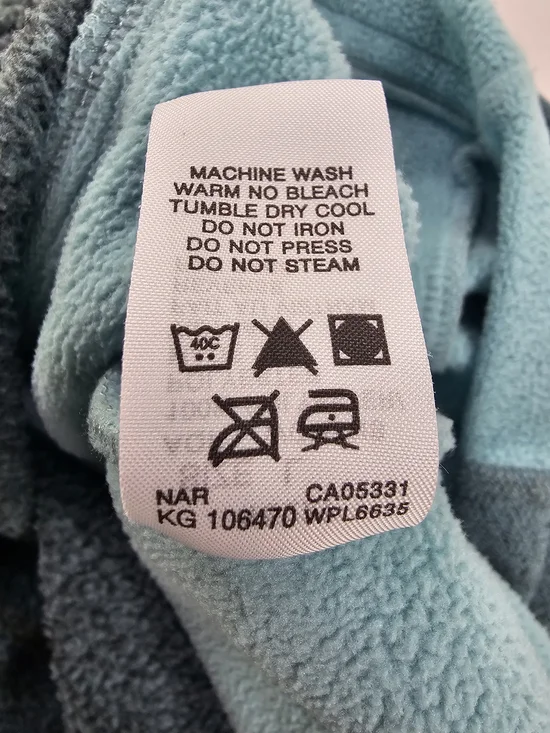 MACHINE WASH
WARM NO BLEACH
TUMBLE DRY COOL
DO NOT IRON
DO NOT PRESS
DO NOT STEAM
40C
NAR CA05331
KG 106470 WPL6635